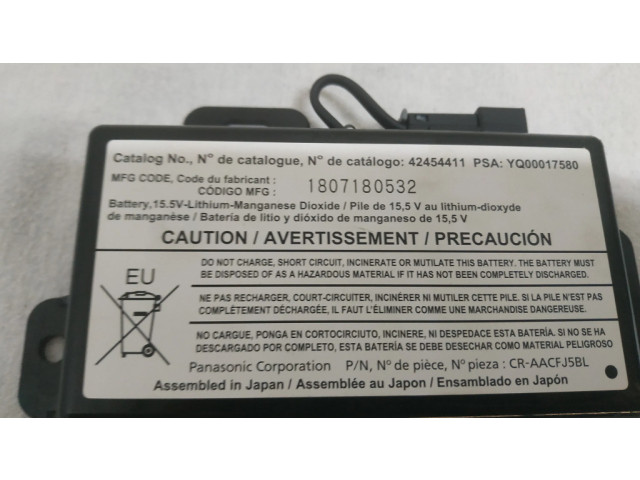 Catalog No., N° de catalogue, N° de catálogo: 42454411 PSA: YQ00017580
MFG CODE, Code du fabricant :
CÓDIGO MFG : 1807180532
Battery,15.5V-Lithium-Manganese Dioxide / Pile de 15,5 V au lithium-dioxyde
de manganèse / Batería de litio y dióxido de manganeso de 15,5 V
CAUTION / AVERTISSEMENT / PRECAUCIÓN
EU
DO NOT CHARGE, SHORT CIRCUIT, INCINERATE OR MUTILATE THIS BATTERY. THE BATTERY MUST
BE DISPOSED OF AS A HAZARDOUS MATERIAL IF IT HAS NOT BEEN COMPLETELY DISCHARGED.
NE PAS RECHARGER, COURT-CIRCUITER, INCINÉRER NI MUTILER CETTE PILE. SI LA PILE N'EST PAS
COMPLÈTEMENT DÉCHARGÉE, IL FAUT L'ÉLIMINER COMME UNE MARCHANDISE DANGEREUSE.
NO CARGUE, PONGA EN CORTOCIRCUITO, INCINERE, NI DESPEDACE ESTA BATERÍA. SI NO SE HA
DESCARGADO POR COMPLETO, ESTA BATERÍA SE DEBE DESECHAR COMO MATERIAL PELIGROSO
Panasonic Corporation P/N, N° de pièce, N° pieza : CR-AACFJ5BL
Assembled in Japan / Assemblée au Japon / Ensamblado en Japón